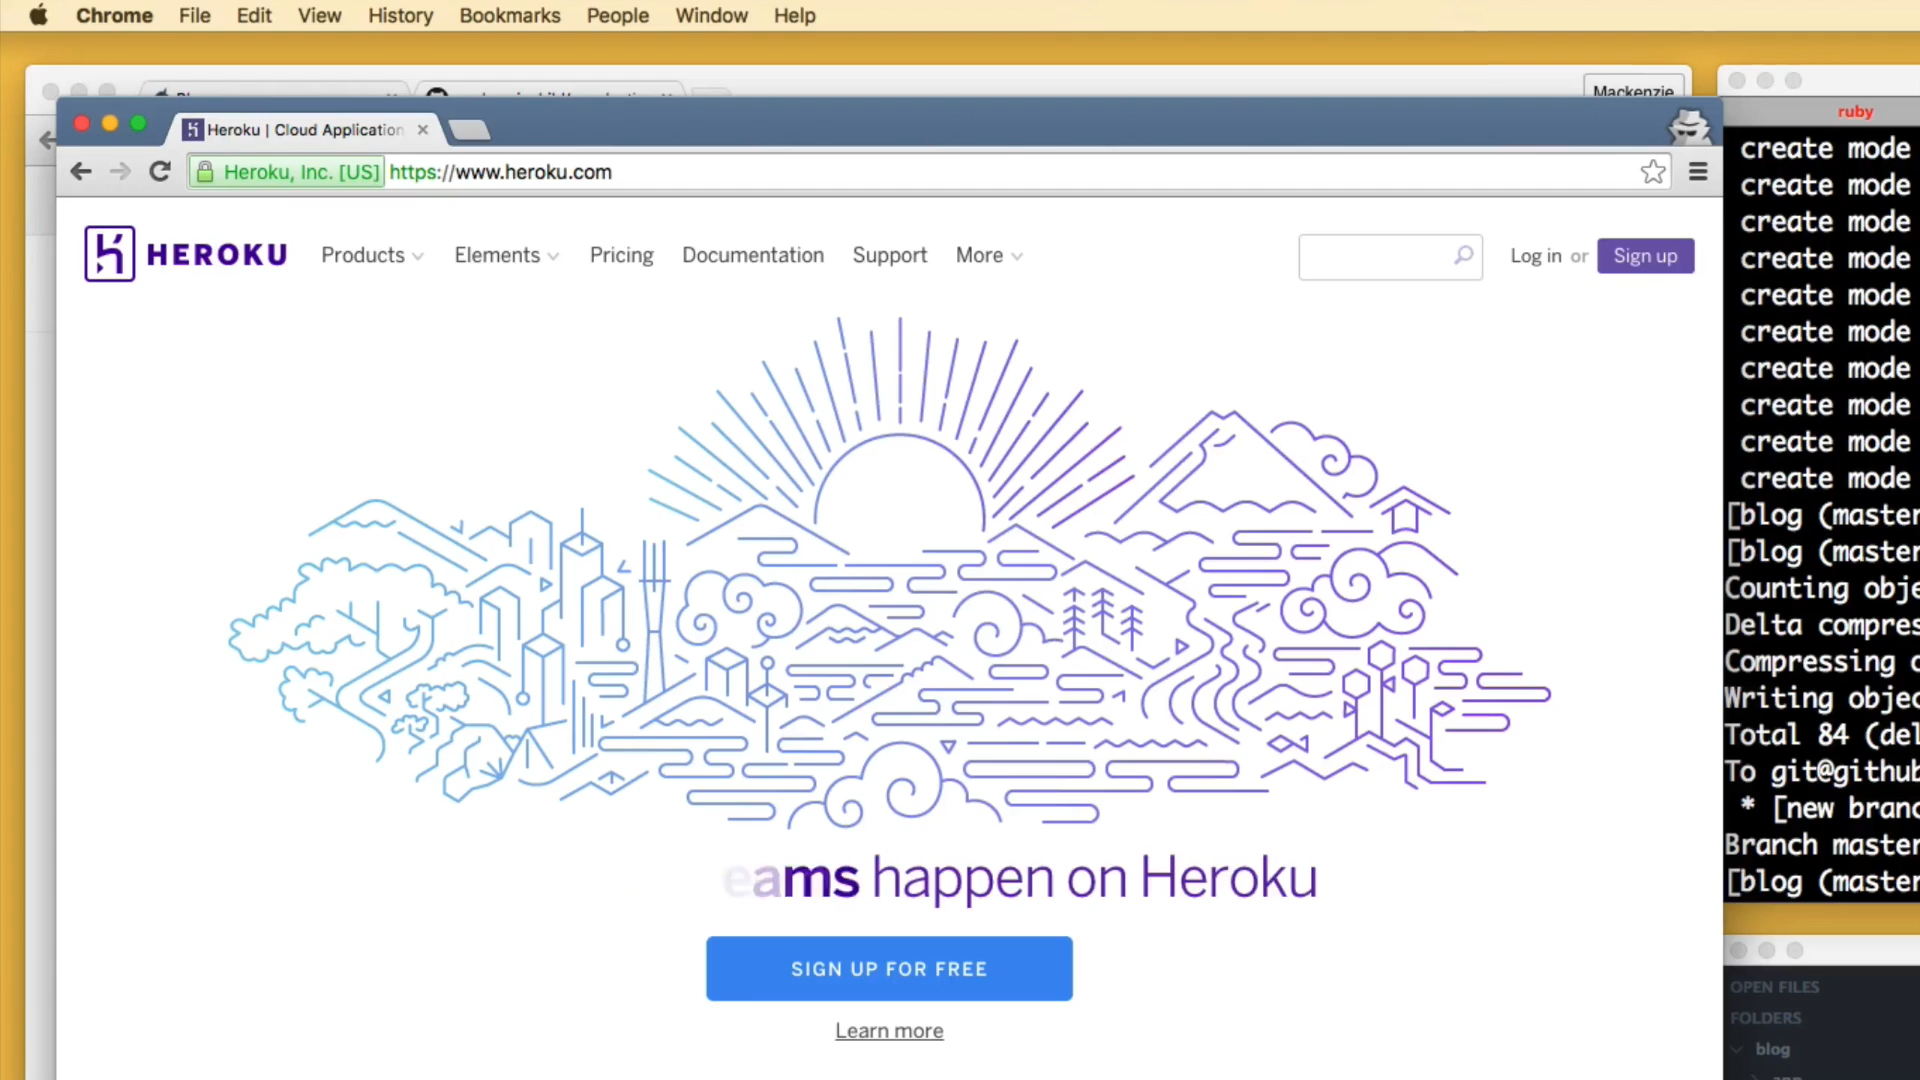 Chrome File Edit View History Bookmarks People Window Help
Mackenzie
Heroku | Cloud Application
Heroku, Inc. [US] https://www.heroku.com
HEROKU Products Elements Pricing Documentation Support More Log in or Sign up
eams happen on Heroku
SIGN UP FOR FREE
Learn more
ruby
create mode
create mode
create mode
create mode
create mode
create mode
create mode
create mode
create mode
create mode
[blog (master
[blog (master
Counting obje
Delta compres
Compressing
Writing objec
Total 84 (del
To git@github
* [new branc
Branch master
[blog (master
OPEN FILES
FOLDERS
blog